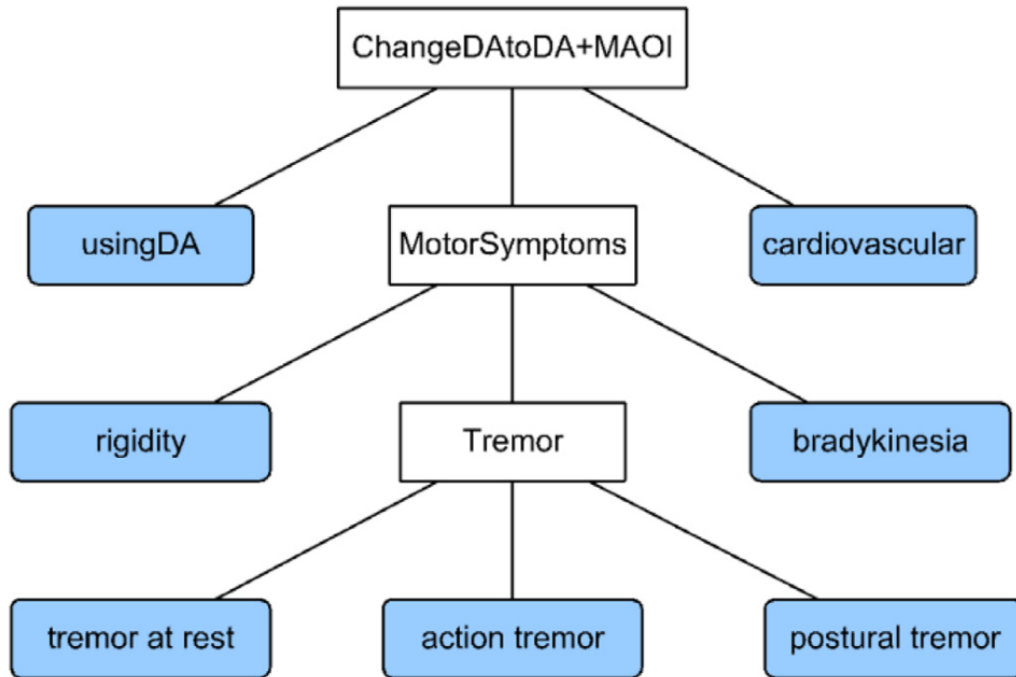 ChangeDAtoDA+MAOI
usingDA
MotorSymptoms
cardiovascular
rigidity
Tremor
bradykinesia
tremor at rest
action tremor
postural tremor